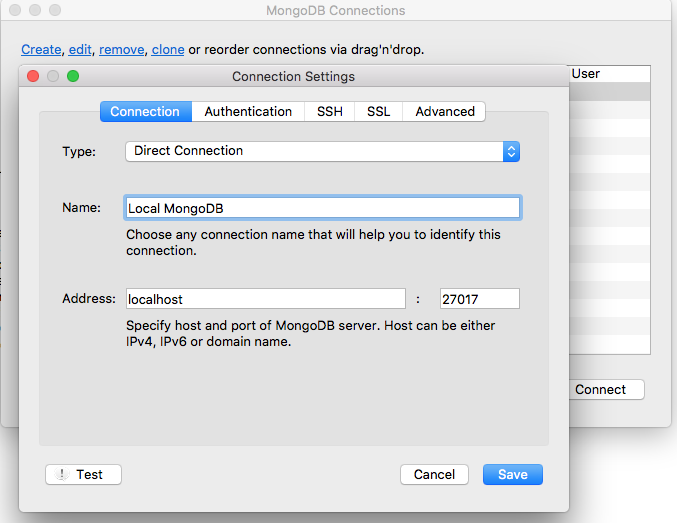 MongoDB Connections
Create, edit, remove, clone or reorder connections via drag'n'drop.
User
Connection Settings
Connection Authentication SSH SSL Advanced
Type: Direct Connection
Name: Local MongoDB
Choose any connection name that will help you to identify this
connection.
Address: localhost : 27017
Specify host and port of MongoDB server. Host can be either
IPv4, IPv6 or domain name.
Connect
! Test Cancel Save